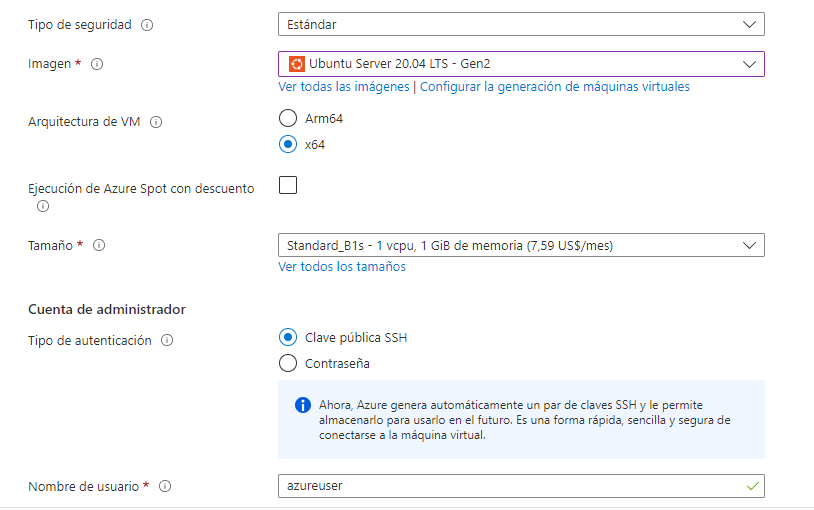 Tipo de seguridad
Estándar
Imagen *
Ubuntu Server 20.04 LTS - Gen2
Ver todas las imágenes | Configurar la generación de máquinas virtuales
Arquitectura de VM
Arm64
x64
Ejecución de Azure Spot con descuento
Tamaño *
Standard_B1s - 1 vcpu, 1 GiB de memoria (7,59 US$/mes)
Ver todos los tamaños
Cuenta de administrador
Tipo de autenticación
Clave pública SSH
Contraseña
Ahora, Azure genera automáticamente un par de claves SSH y le permite
almacenarlo para usarlo en el futuro. Es una forma rápida, sencilla y segura de
conectarse a la máquina virtual.
Nombre de usuario *
azureuser